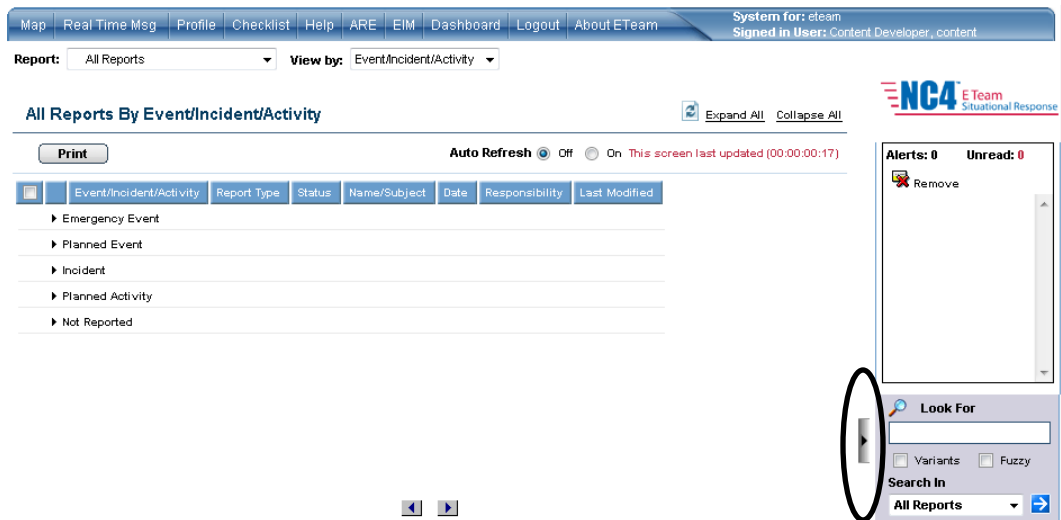 Map Real Time Msg Profile Checklist Help ARE EIM Dashboard Logout About ETeam
System for: eteam
Signed in User: Content Developer, content
Report: All Reports View by: Event/Incident/Activity
NC4 E Team
Situational Response
All Reports By Event/Incident/Activity
Expand All Collapse All
Print
Auto Refresh Off On This screen last updated (00:00:00:17)
Alerts: 0 Unread: 0
Remove
Event/Incident/Activity Report Type Status Name/Subject Date Responsibility Last Modified
Emergency Event
Planned Event
Incident
Planned Activity
Not Reported
Look For
Variants Fuzzy
Search In
All Reports